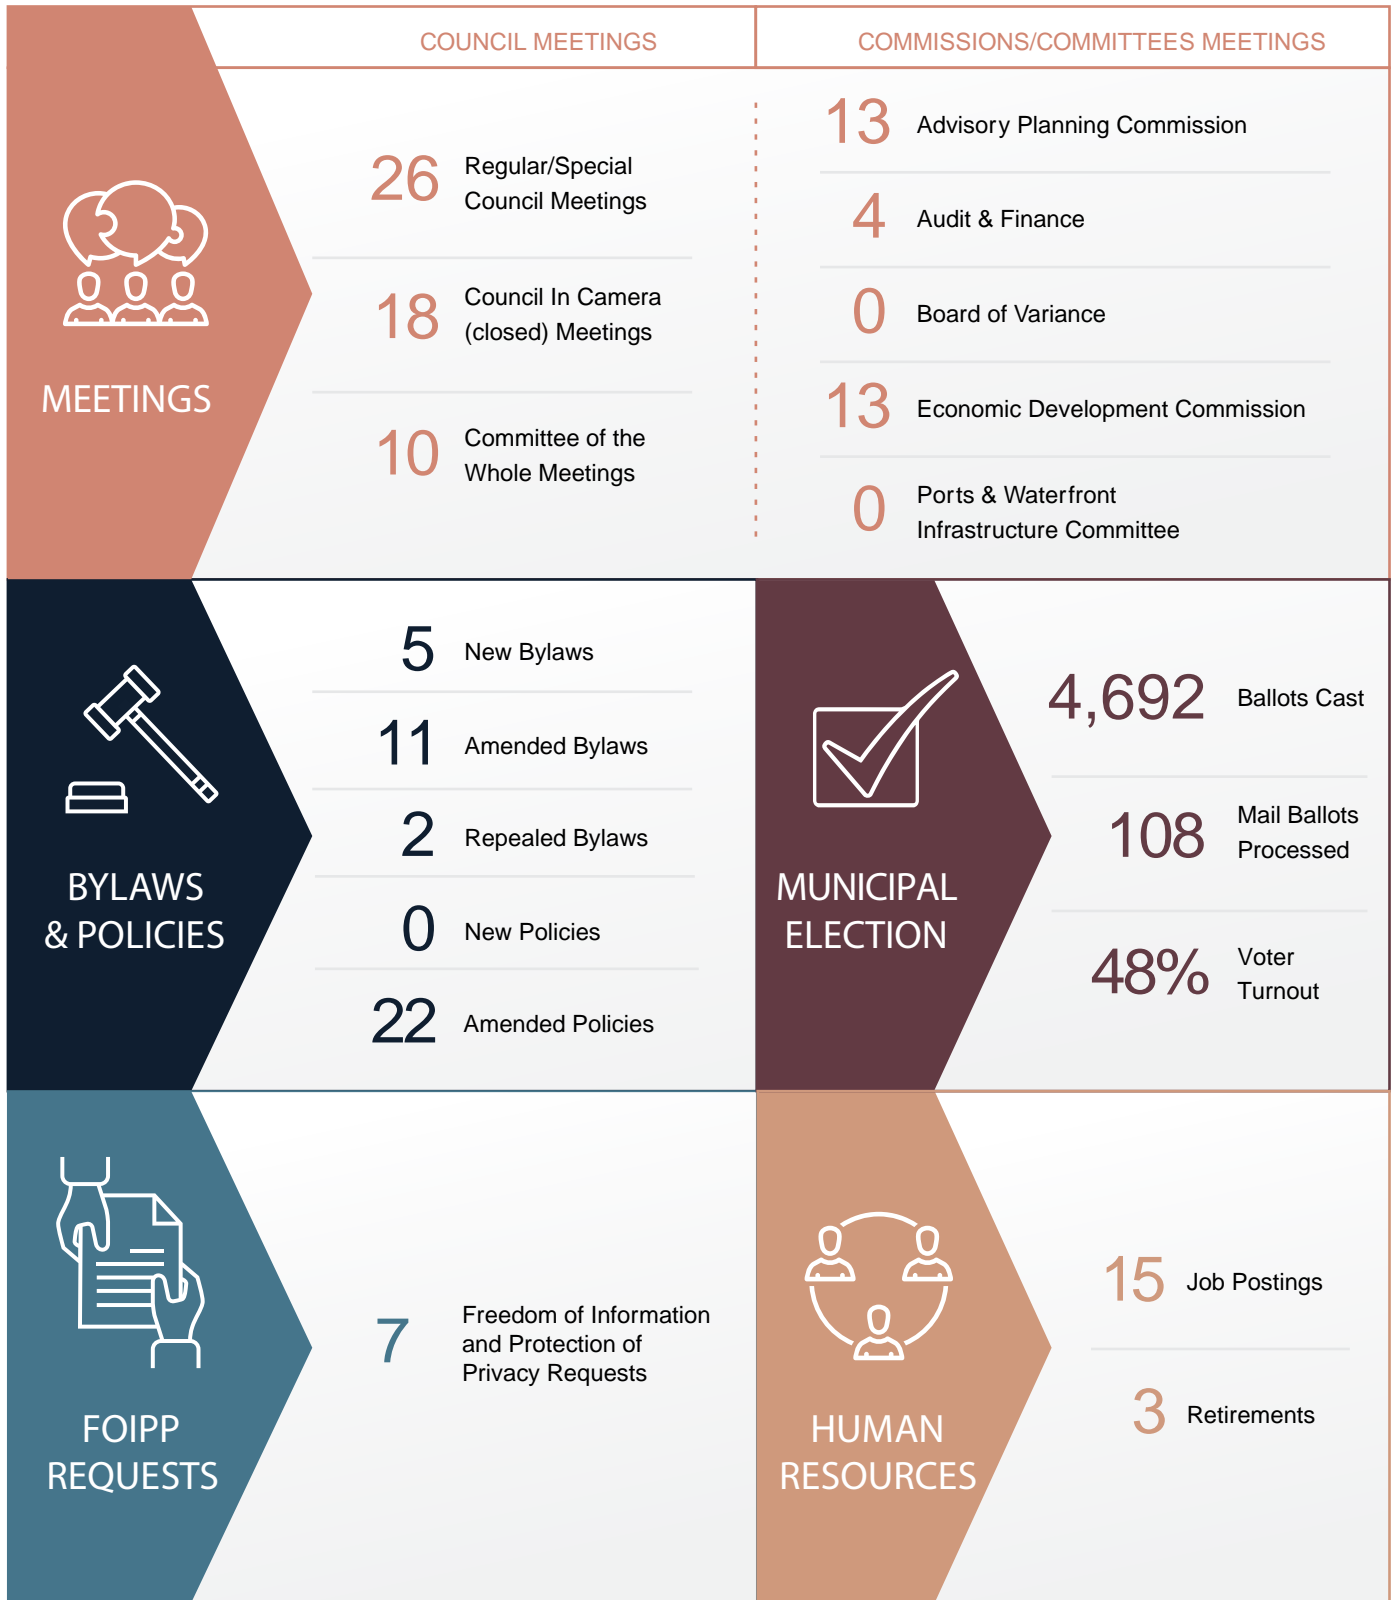 COUNCIL MEETINGS
COMMISSIONS/COMMITTEES MEETINGS
MEETINGS
26
Regular/Special
Council Meetings
18
Council In Camera
(closed) Meetings
10
Committee of the
Whole Meetings
13
Advisory Planning Commission
4
Audit & Finance
0
Board of Variance
13
Economic Development Commission
0
Ports & Waterfront
Infrastructure Committee
BYLAWS
& POLICIES
5
New Bylaws
11
Amended Bylaws
2
Repealed Bylaws
0
New Policies
22
Amended Policies
MUNICIPAL
ELECTION
4,692
Ballots Cast
108
Mail Ballots
Processed
48%
Voter
Turnout
FOIPP
REQUESTS
7
Freedom of Information
and Protection of
Privacy Requests
HUMAN
RESOURCES
15
Job Postings
3
Retirements